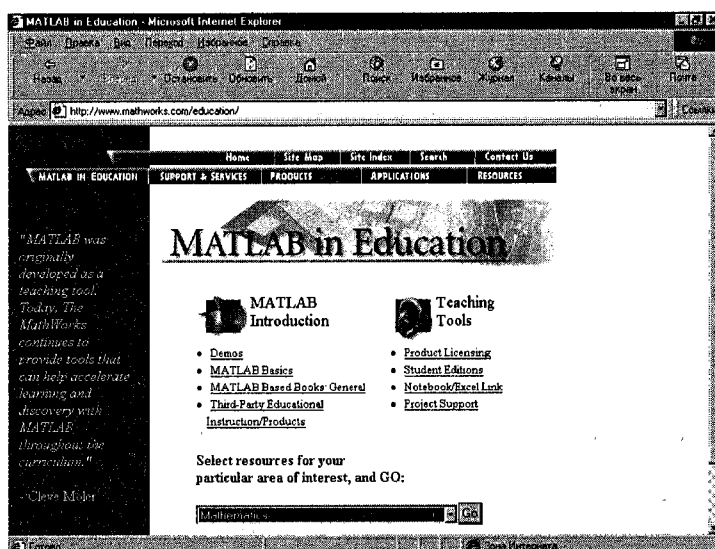 MATLAB in Education - Microsoft Internet Explorer
Файл Правка Вид Переход Избранное Справка
Назад Остановить Обновить Домой Поиск Избранное Журнал Каналы Во весь экран Почта
Адрес http://www.mathworks.com/education/ Ссылки
Home Site Map Site Index Search Contact Us
MATLAB IN EDUCATION SUPPORT & SERVICES PRODUCTS APPLICATIONS RESOURCES
MATLAB in Education
"MATLAB was
originally
developed as a
teaching tool.
Today, The
MathWorks
continues to
provide tools that
can help accelerate
learning and
discovery with
MATLAB
throughout the
curriculum."
- Cleve Moler
MATLAB
Introduction
• Demos
• MATLAB Basics
• MATLAB Based Books: General
• Third-Party Educational
Instruction/Products
Teaching
Tools
• Product Licensing
• Student Editions
• Notebook/Excel Link
• Project Support
Select resources for your
particular area of interest, and GO:
Mathematics Go
Готово Зона Интернета